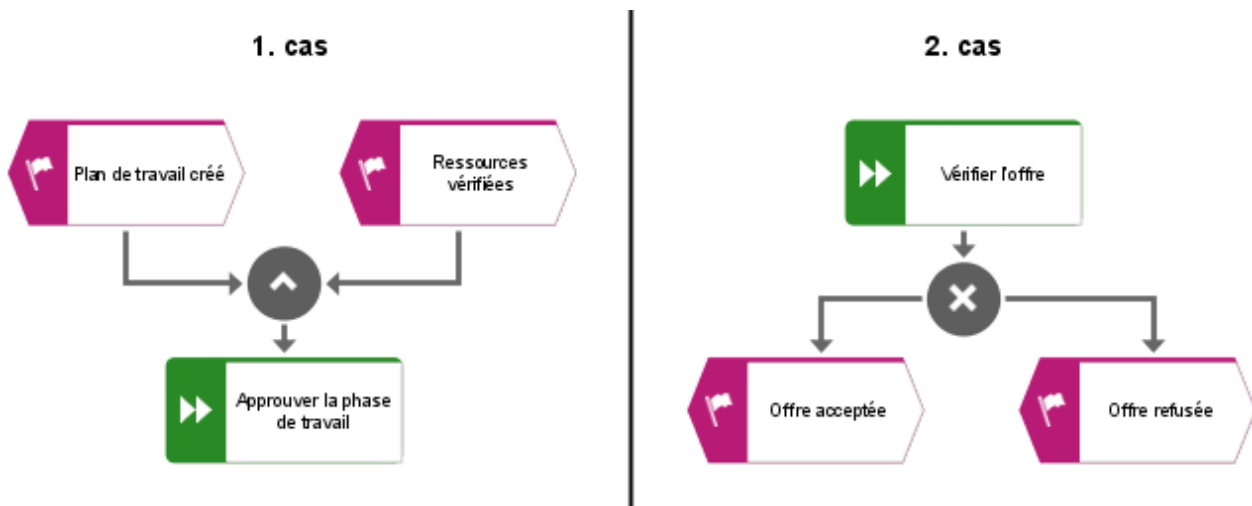 1. cas
Plan de travail créé
Ressources
vérifiées
Approuver la phase
de travail
2. cas
Vérifier l'offre
Offre acceptée
Offre refusée